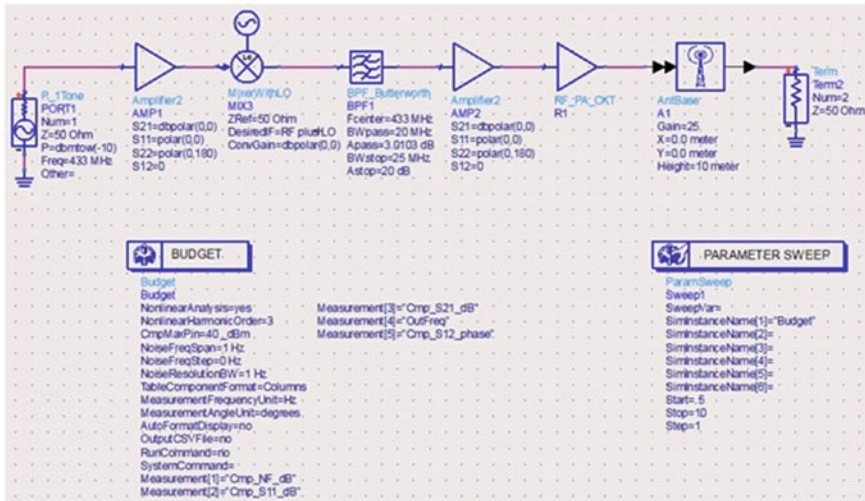 P_1Tone
PORT1
Num=1
Z=50 Ohm
P=dbmtow(-10)
Freq=433 MHz
Other=
Amplifier2
AMP1
S21=dbpolar(0,0)
S11=polar(0,0)
S22=polar(0,180)
S12=0
MixerWithLO
MIX3
ZRef=50 Ohm
DesiredIF=RF plus LO
ConvGain=dbpolar(0,0)
BPF_Butterworth
BPF1
Fcenter=433 MHz
BWpass=20 MHz
Apass=3.0103 dB
BWstop=25 MHz
Astop=20 dB
Amplifier2
AMP2
S21=dbpolar(0,0)
S11=polar(0,0)
S22=polar(0,180)
S12=0
RF_PA_CKT
R1
AntBase
A1
Gain=25
X=0.0 meter
Y=0.0 meter
Height=10 meter
Term
Term2
Num=2
Z=50 Ohm
BUDGET
Budget
Budget
NonlinearAnalysis=yes
NonlinearHarmonicOrder=3
CmpMaxPin=40_dBm
NoiseFreqSpan=1 Hz
NoiseFreqStep=0 Hz
NoiseResolutionBW=1 Hz
TableComponentFormat=Columns
MeasurementFrequencyUnit=Hz
MeasurementAngleUnit=degrees
AutoFormatDisplay=no
OutputCSVFile=no
RunCommand=no
SystemCommand=
Measurement[1]="Cmp_NF_dB"
Measurement[2]="Cmp_S11_dB"
Measurement[3]="Cmp_S21_dB"
Measurement[4]="OutFreq"
Measurement[5]="Cmp_S12_phase"
PARAMETER SWEEP
ParamSweep
Sweep1
SweepVar=
SimInstanceName[1]="Budget"
SimInstanceName[2]=
SimInstanceName[3]=
SimInstanceName[4]=
SimInstanceName[5]=
SimInstanceName[6]=
Start=.5
Stop=10
Step=1